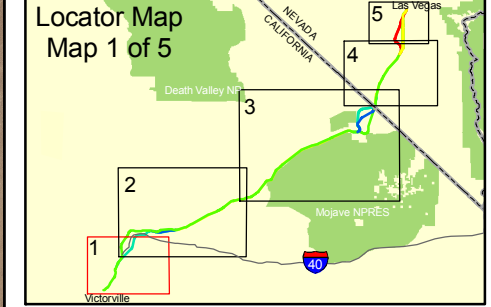 Locator Map
Map 1 of 5
Las Vegas
5
NEVADA
CALIFORNIA
4
Death Valley NP
3
2
Mojave NPRES
1
40
Victorville